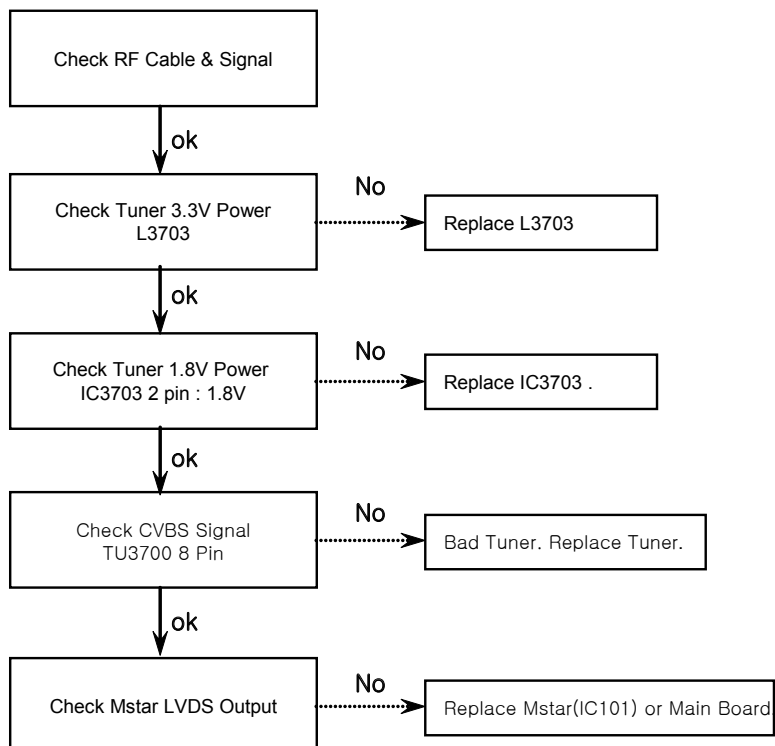 Check RF Cable & Signal
ok
Check Tuner 3.3V Power
L3703
No
Replace L3703
ok
Check Tuner 1.8V Power
IC3703 2 pin : 1.8V
No
Replace IC3703 .
ok
Check CVBS Signal
TU3700 8 Pin
No
Bad Tuner. Replace Tuner.
ok
Check Mstar LVDS Output
No
Replace Mstar(IC101) or Main Board.